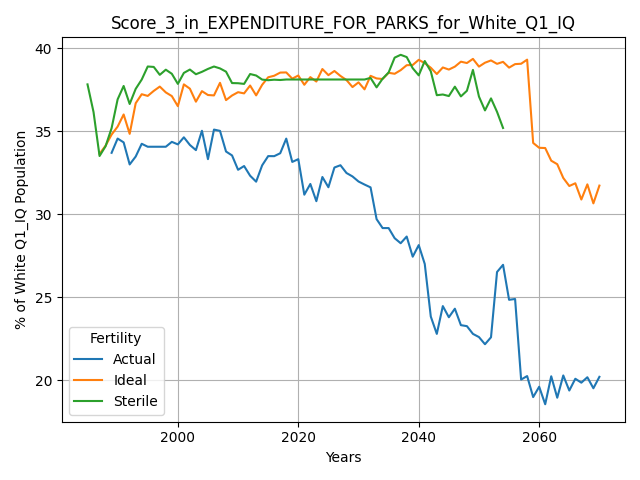 Score_3_in_EXPENDITURE_FOR_PARKS_for_White_Q1_IQ
% of White Q1_IQ Population
40
35
30
25
20
Fertility
Actual
Ideal
Sterile
2000
2020
2040
2060
Years